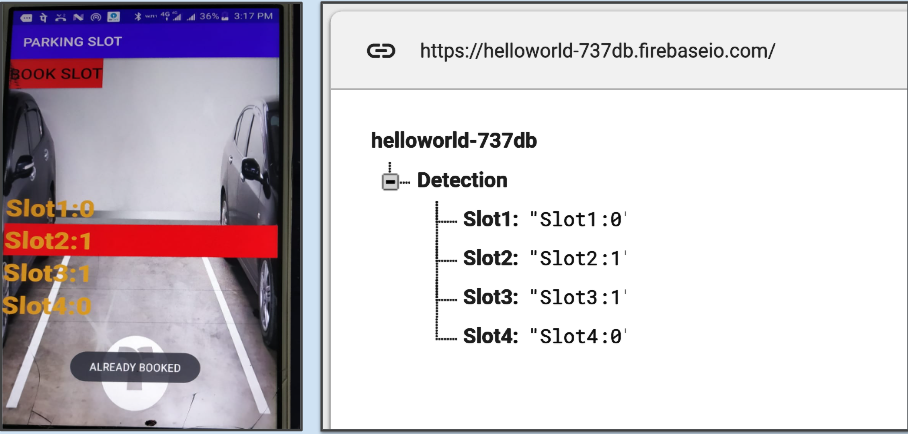 36% 3:17 PM
PARKING SLOT
BOOK SLOT
Slot1:0
Slot2:1
Slot3:1
Slot4:0
ALREADY BOOKED
https://helloworld-737db.firebaseio.com/
helloworld-737db
Detection
Slot1: "Slot1:0"
Slot2: "Slot2:1"
Slot3: "Slot3:1"
Slot4: "Slot4:0"